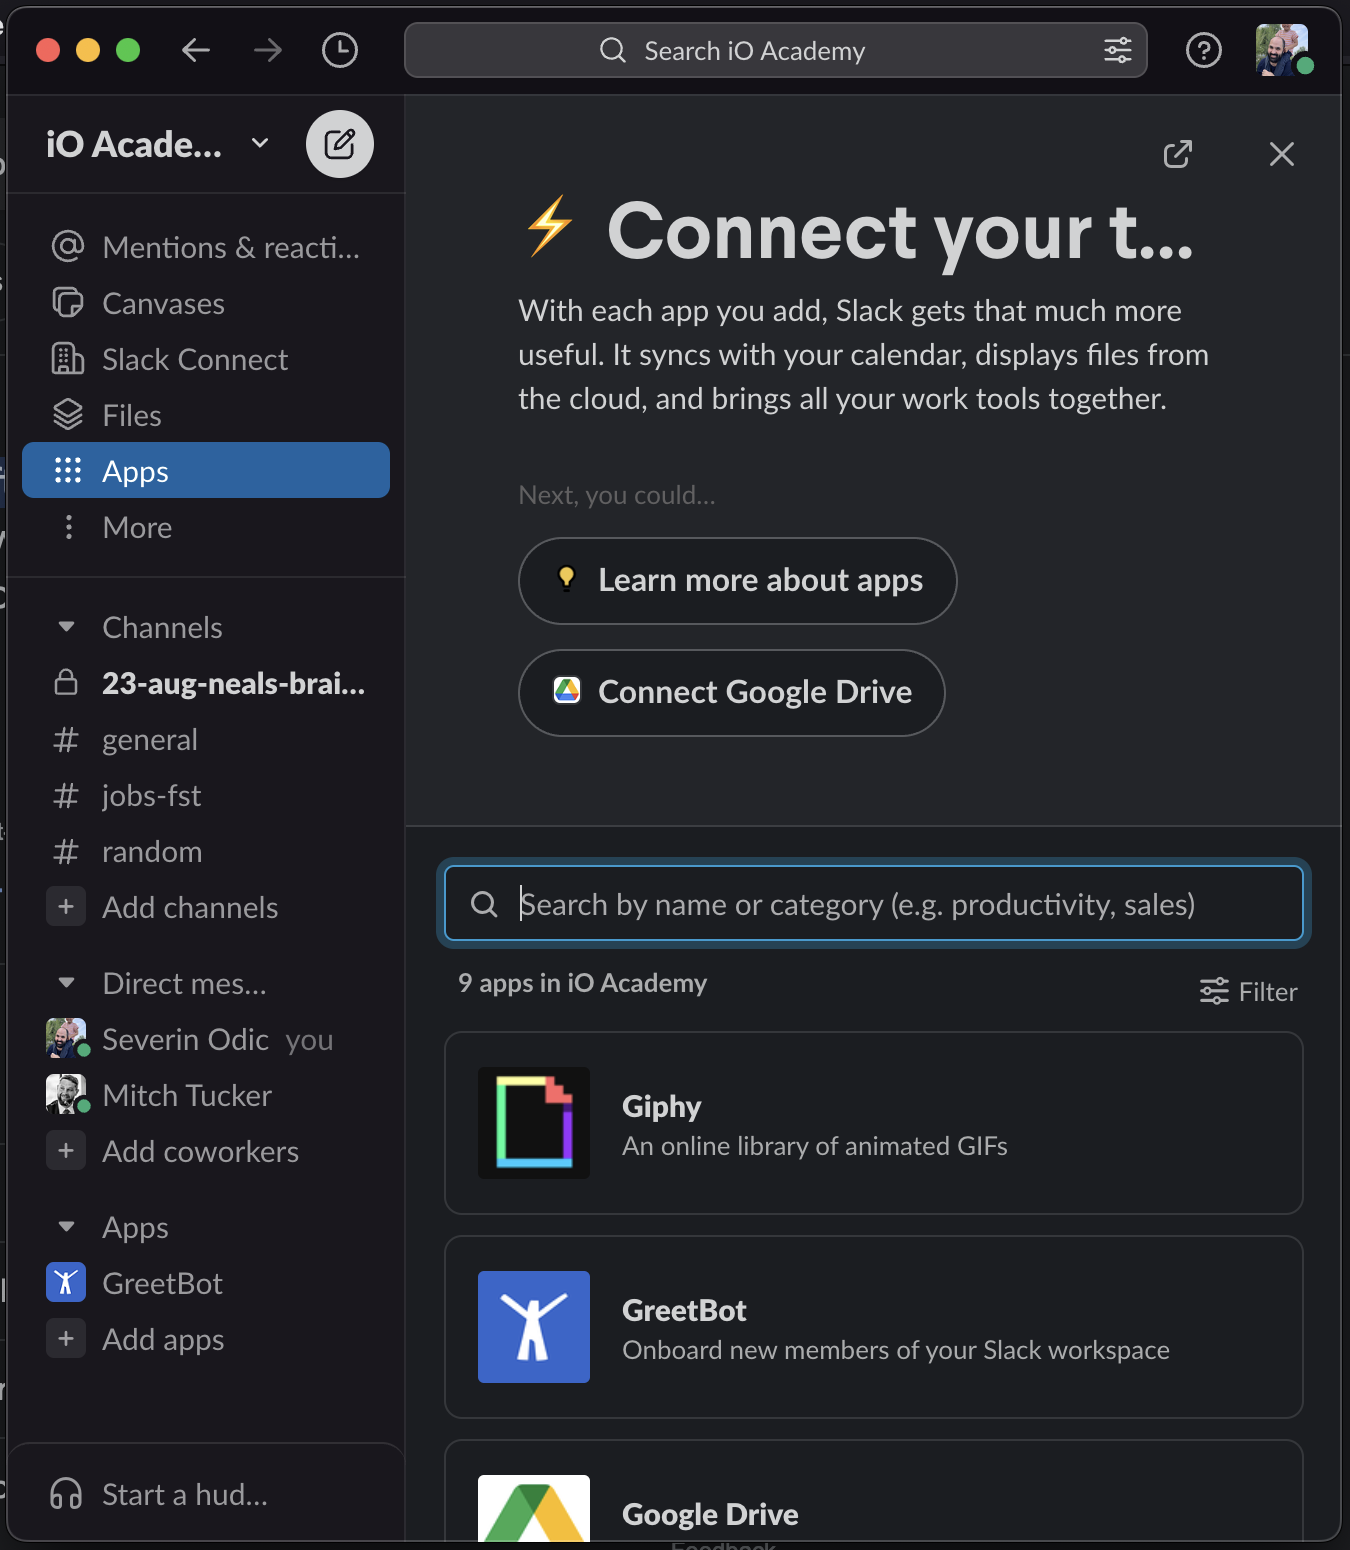 Search iO Academy
iO Acade...
Mentions & reacti...
Canvases
Slack Connect
Files
Apps
More
Channels
23-aug-neals-brai...
general
jobs-fst
random
Add channels
Direct mes...
Severin Odic you
Mitch Tucker
Add coworkers
Apps
GreetBot
Add apps
Start a hud...
Connect your t...
With each app you add, Slack gets that much more
useful. It syncs with your calendar, displays files from
the cloud, and brings all your work tools together.
Next, you could...
Learn more about apps
Connect Google Drive
Search by name or category (e.g. productivity, sales)
9 apps in iO Academy
Filter
Giphy
An online library of animated GIFs
GreetBot
Onboard new members of your Slack workspace
Google Drive
Feedback